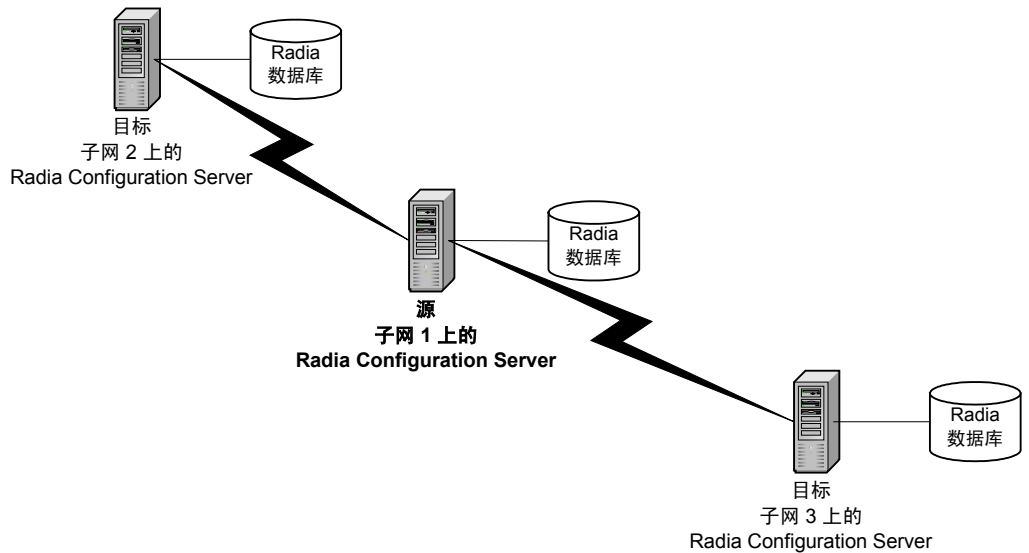 Radia
数据库
目标
子网 2 上的
Radia Configuration Server
Radia
数据库
源
子网 1 上的
Radia Configuration Server
Radia
数据库
目标
子网 3 上的
Radia Configuration Server